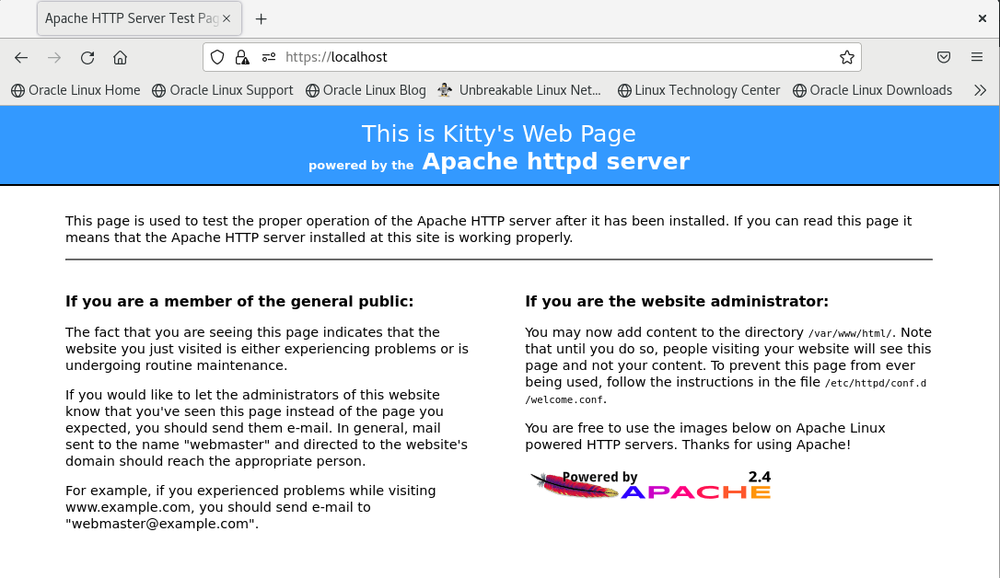 Apache HTTP Server Test Pag
https://localhost
Oracle Linux Home Oracle Linux Support Oracle Linux Blog Unbreakable Linux Net... Linux Technology Center Oracle Linux Downloads
This is Kitty's Web Page
powered by the Apache httpd server
This page is used to test the proper operation of the Apache HTTP server after it has been installed. If you can read this page it
means that the Apache HTTP server installed at this site is working properly.
If you are a member of the general public:
The fact that you are seeing this page indicates that the
website you just visited is either experiencing problems or is
undergoing routine maintenance.
If you would like to let the administrators of this website
know that you've seen this page instead of the page you
expected, you should send them e-mail. In general, mail
sent to the name "webmaster" and directed to the website's
domain should reach the appropriate person.
For example, if you experienced problems while visiting
www.example.com, you should send e-mail to
"webmaster@example.com".
If you are the website administrator:
You may now add content to the directory /var/www/html/. Note
that until you do so, people visiting your website will see this
page and not your content. To prevent this page from ever
being used, follow the instructions in the file /etc/httpd/conf.d
/welcome.conf.
You are free to use the images below on Apache Linux
powered HTTP servers. Thanks for using Apache!
Powered by 2.4
APACHE